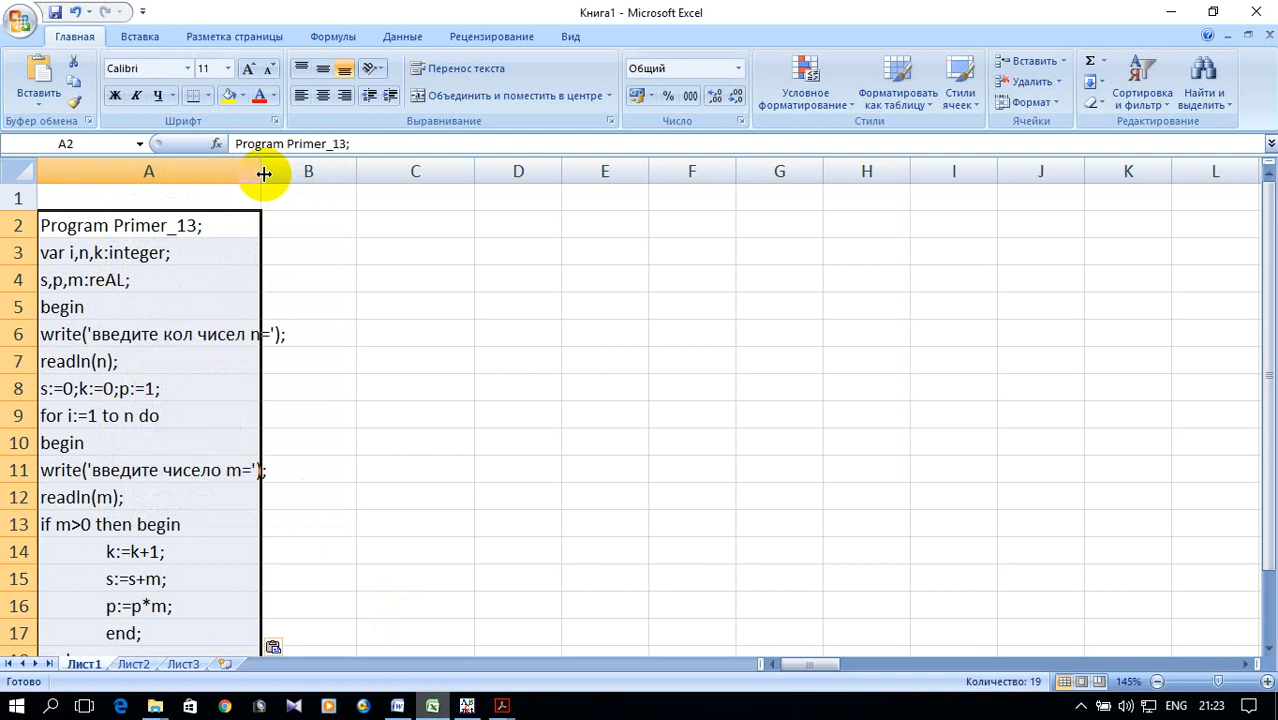 Книга1 - Microsoft Excel
Главная Вставка Разметка страницы Формулы Данные Рецензирование Вид
Вставить
Буфер обмена
Calibri 11
Ж К Ч
Шрифт
Перенос текста
Объединить и поместить в центре
Выравнивание
Общий
% 000
Число
Условное форматирование
Форматировать как таблицу
Стили ячеек
Стили
Вставить
Удалить
Формат
Ячейки
Σ
Сортировка и фильтр
Найти и выделить
Редактирование
A2 fx Program Primer_13;
A B C D E F G H I J K L
1
2 Program Primer_13;
3 var i,n,k:integer;
4 s,p,m:reAL;
5 begin
6 write('введите кол чисел n=');
7 readln(n);
8 s:=0;k:=0;p:=1;
9 for i:=1 to n do
10 begin
11 write('введите чисело m=');
12 readln(m);
13 if m>0 then begin
14 k:=k+1;
15 s:=s+m;
16 p:=p*m;
17 end;
Лист1 Лист2 Лист3
Готово Количество: 19 145%
ENG 21:23